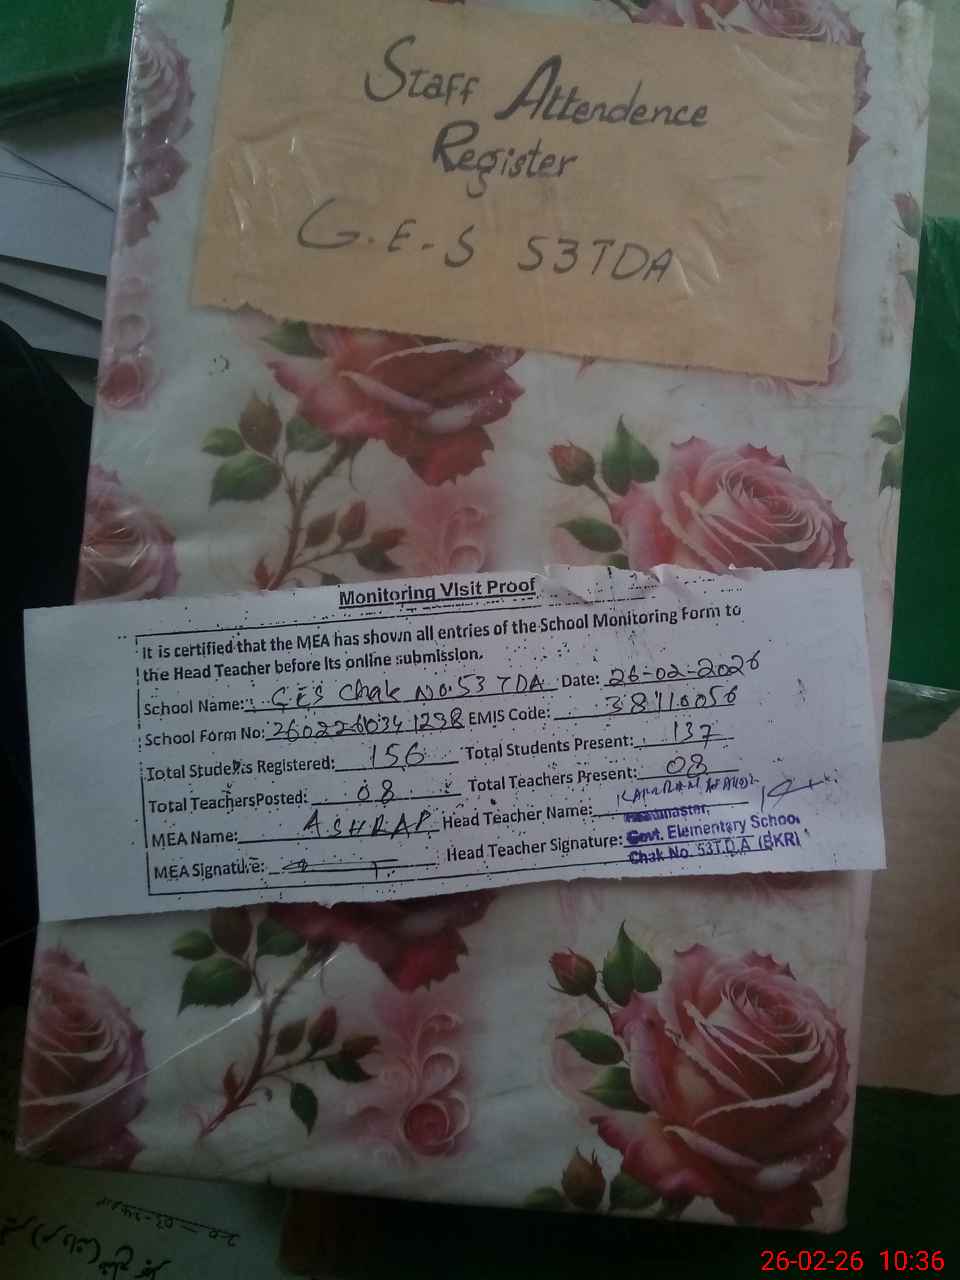 Staff Attendence
Register
G.E-S 53TDA
Monitoring Visit Proof
It is certified that the MEA has shown all entries of the School Monitoring Form to
the Head Teacher before its online submission.
School Name: GES Chak No.53 TDA Date: 26-02-2026
School Form No: EMIS Code: 38110056
Total Students Registered: 156 Total Students Present: 137
Total Teachers Posted: 08 Total Teachers Present: 08
MEA Name: ASHRAF Head Teacher Name:
MEA Signature: Head Teacher Signature:
Headmaster,
Govt. Elementary School
Chak No. 53T.D.A (BKR)
26-02-26 10:36